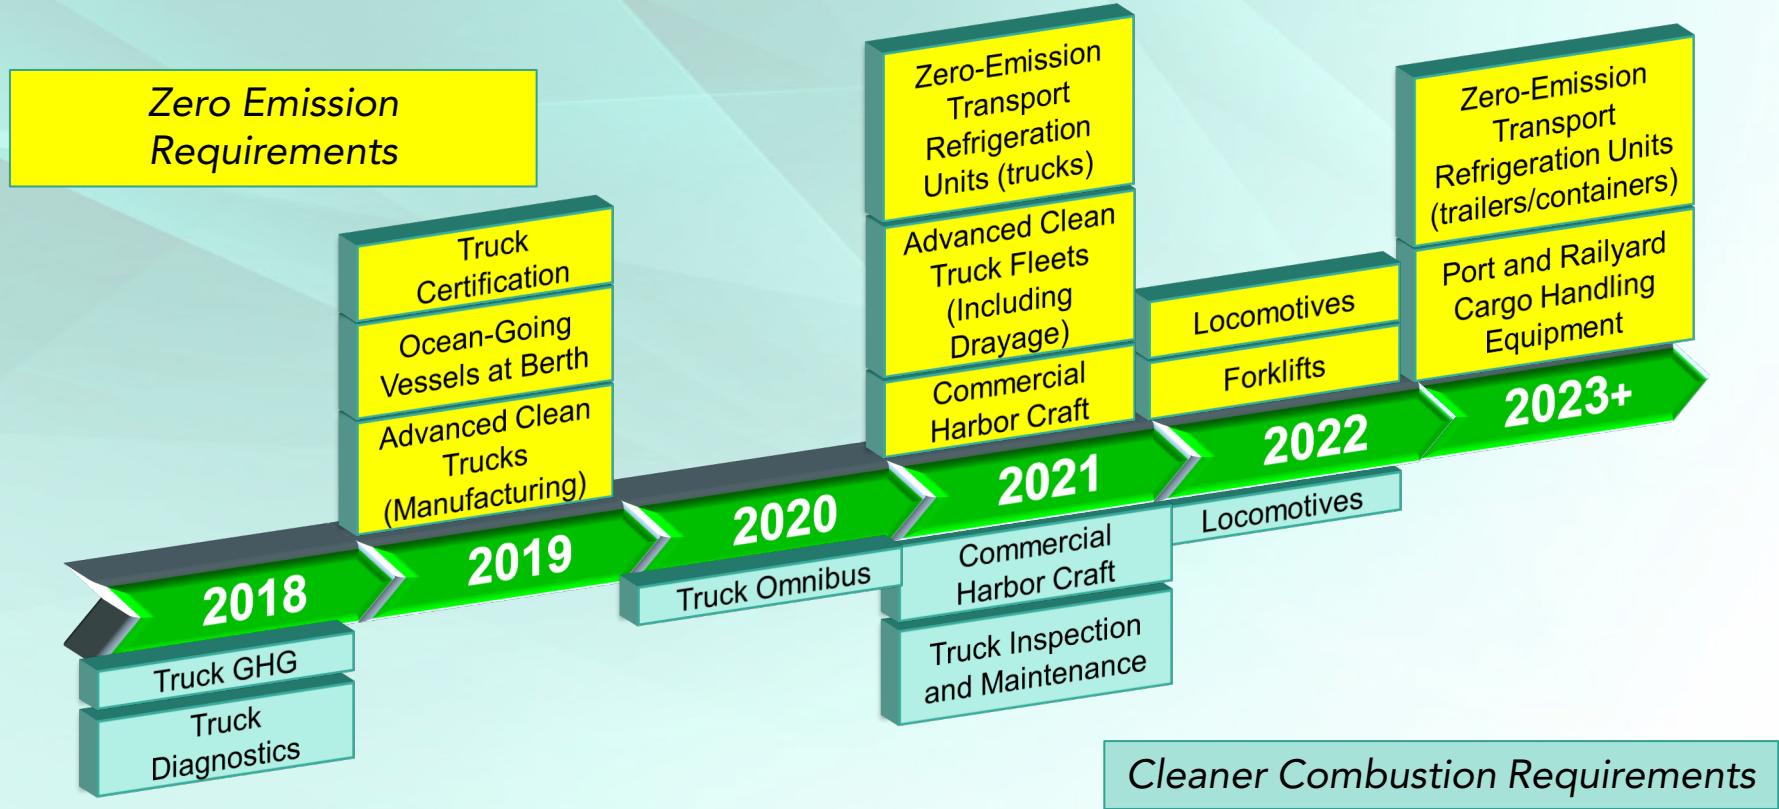 Zero Emission
Requirements
Truck
Certification
Ocean-Going
Vessels at Berth
Advanced Clean
Trucks
(Manufacturing)
Zero-Emission
Transport
Refrigeration
Units (trucks)
Advanced Clean
Truck Fleets
(Including
Drayage)
Commercial
Harbor Craft
Locomotives
Forklifts
Zero-Emission
Transport
Refrigeration Units
(trailers/containers)
Port and Railyard
Cargo Handling
Equipment
2018
2019
2020
2021
2022
2023+
Truck GHG
Truck
Diagnostics
Truck Omnibus
Commercial
Harbor Craft
Truck Inspection
and Maintenance
Locomotives
Cleaner Combustion Requirements